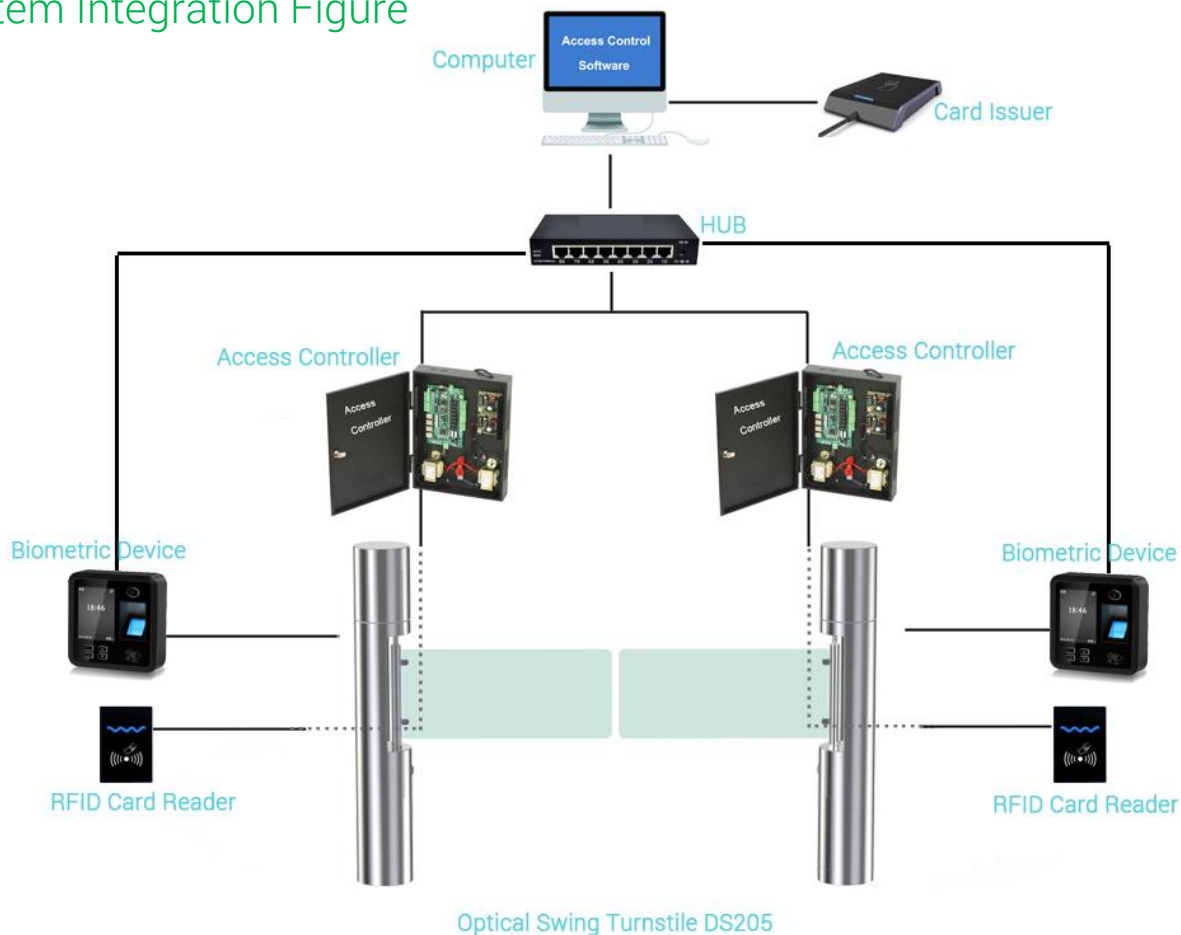 tem Integration Figure
Computer
Access Control
Software
Card Issuer
HUB
Access Controller
Access Controller
Access
Controller
Access
Controller
Biometric Device
18:46
Biometric Device
18:46
RFID Card Reader
RFID Card Reader
Optical Swing Turnstile DS205